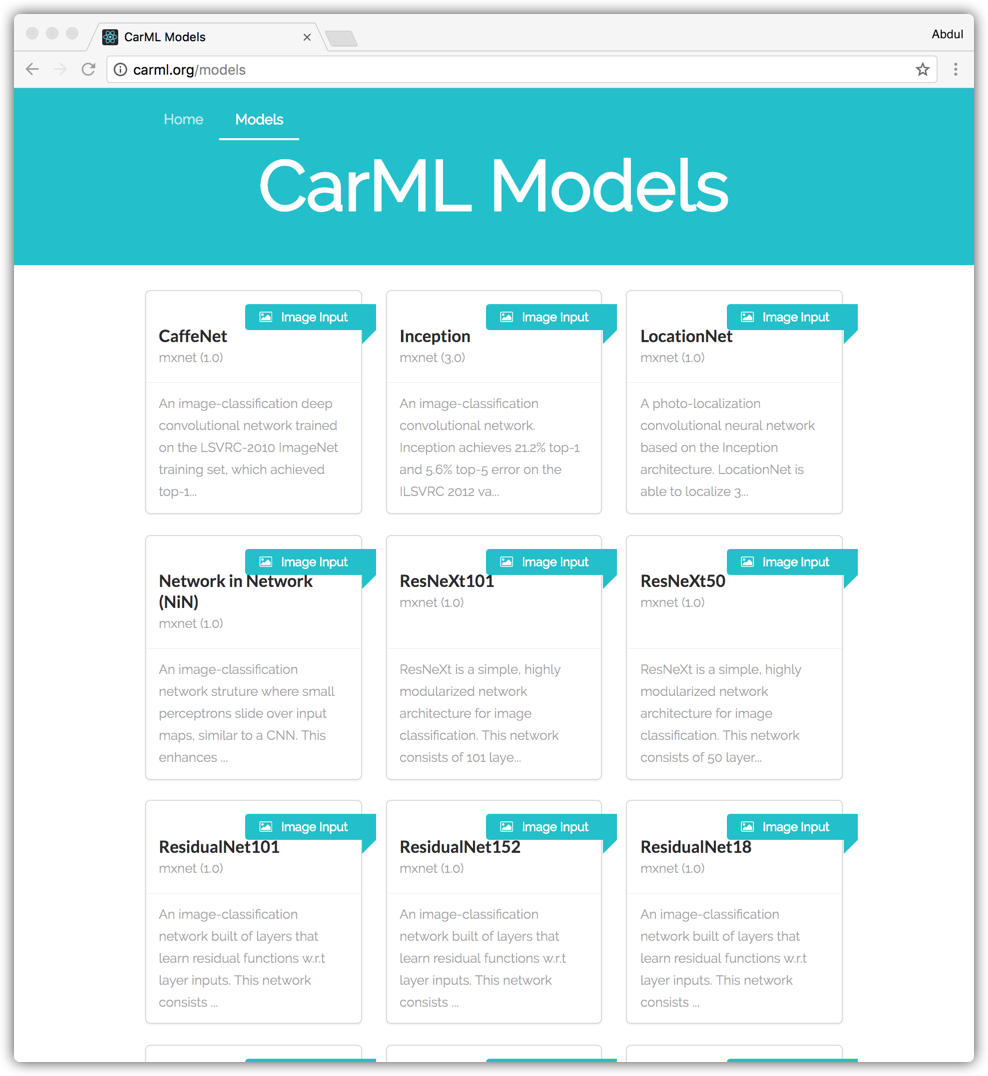 CarML Models
Abdul
carml.org/models
Home Models
CarML Models
Image Input
CaffeNet
mxnet (1.0)
An image-classification deep
convolutional network trained
on the LSVRC-2010 ImageNet
training set, which achieved
top-1...
Image Input
Inception
mxnet (3.0)
An image-classification
convolutional network.
Inception achieves 21.2% top-1
and 5.6% top-5 error on the
ILSVRC 2012 va...
Image Input
LocationNet
mxnet (1.0)
A photo-localization
convolutional neural network
based on the Inception
architecture. LocationNet is
able to localize 3...
Image Input
Network in Network
(NiN)
mxnet (1.0)
An image-classification
network struture where small
perceptrons slide over input
maps, similar to a CNN. This
enhances ...
Image Input
ResNeXt101
mxnet (1.0)
ResNeXt is a simple, highly
modularized network
architecture for image
classification. This network
consists of 101 laye...
Image Input
ResNeXt50
mxnet (1.0)
ResNeXt is a simple, highly
modularized network
architecture for image
classification. This network
consists of 50 layer...
Image Input
ResidualNet101
mxnet (1.0)
An image-classification
network built of layers that
learn residual functions w.r.t
layer inputs. This network
consists ...
Image Input
ResidualNet152
mxnet (1.0)
An image-classification
network built of layers that
learn residual functions w.r.t
layer inputs. This network
consists ...
Image Input
ResidualNet18
mxnet (1.0)
An image-classification
network built of layers that
learn residual functions w.r.t
layer inputs. This network
consists ...